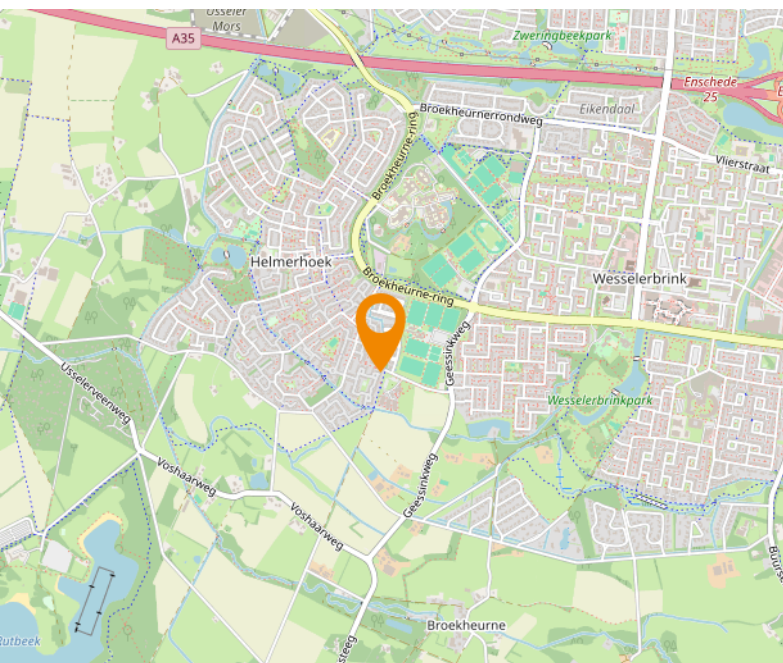 Usseler
Mors
Zweringbeekpark
A35
Enschede
25
Eikendaal
Broekheurnerrondweg
Broekheurne-ring
Vlierstraat
Helmerhoek
Wesselerbrink
Broekheurne-ring
Geessinkweg
Usselerveenweg
Wesselerbrinkpark
Voshaarweg
Geessinkweg
Voshaarweg
Broekheurne
Rutbeek